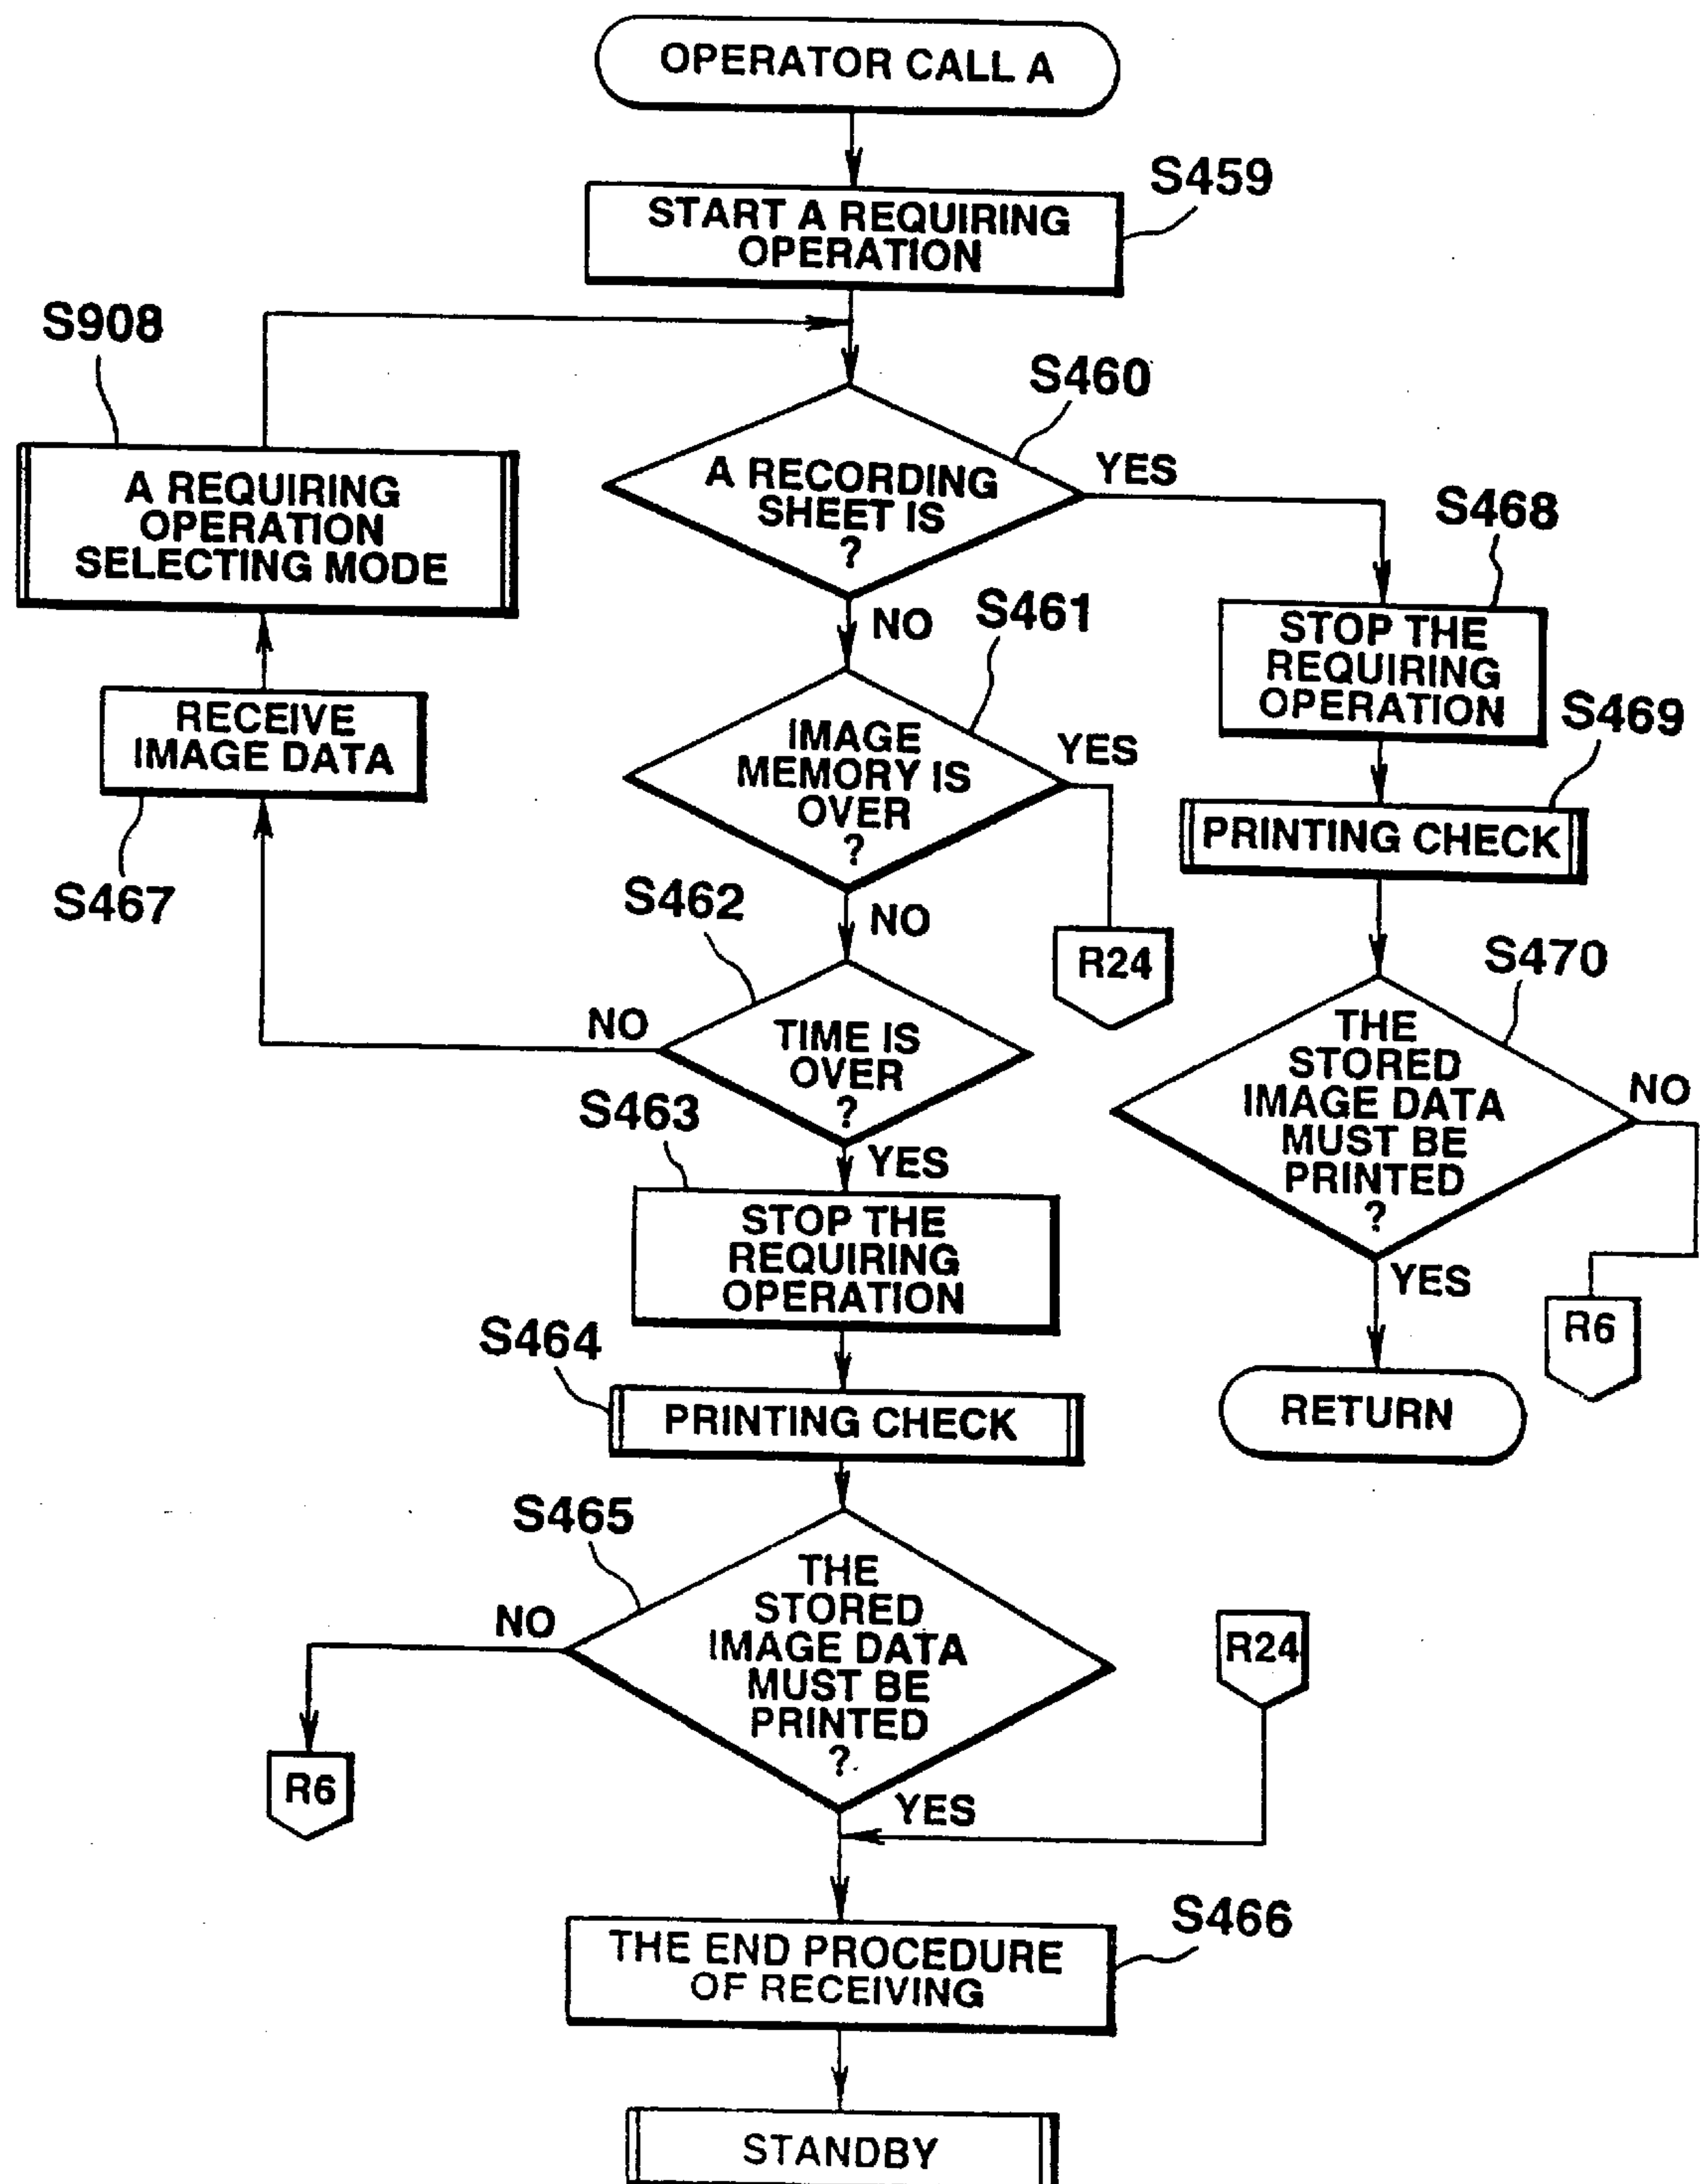 OPERATOR CALL A
S459
START A REQUIRING
OPERATION
S908
S460
A RECORDING
SHEET IS
?
YES
A REQUIRING
OPERATION
SELECTING MODE
S468
NO
S461
STOP THE
REQUIRING
OPERATION
RECEIVE
IMAGE DATA
IMAGE
MEMORY IS
OVER
?
YES
S469
PRINTING CHECK
S467
S462
NO
R24
S470
NO
TIME IS
OVER
?
THE
STORED
IMAGE DATA
MUST BE
PRINTED
?
NO
S463
YES
STOP THE
REQUIRING
OPERATION
YES
R6
S464
PRINTING CHECK
RETURN
S465
THE
STORED
IMAGE DATA
MUST BE
PRINTED
?
NO
R24
R6
YES
S466
THE END PROCEDURE
OF RECEIVING
STANDBY